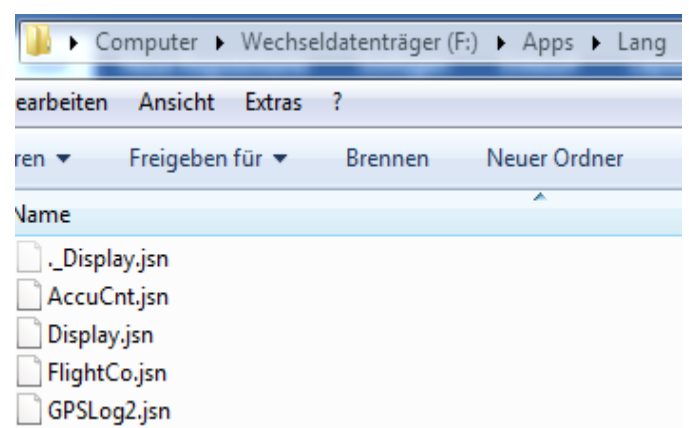 Computer Wechseldatenträger (F:) Apps Lang
earbeiten Ansicht Extras ?
ren Freigeben für Brennen Neuer Ordner
Name
._Display.jsn
AccuCnt.jsn
Display.jsn
FlightCo.jsn
GPSLog2.jsn